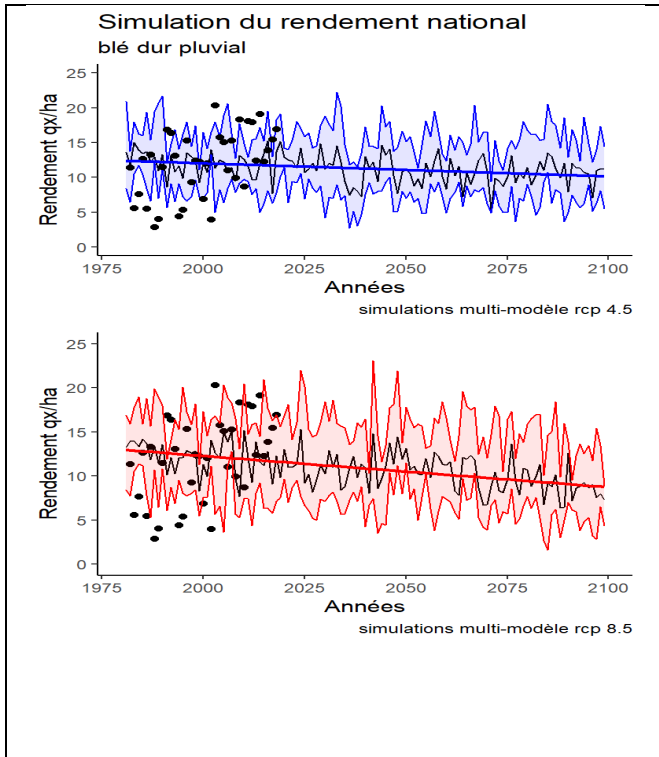 Simulation du rendement national
blé dur pluvial
Rendement qx/ha
25
20
15
10
5
0
1975 2000 2025 2050 2075 2100
Années
simulations multi-modèle rcp 4.5
Rendement qx/ha
25
20
15
10
5
0
1975 2000 2025 2050 2075 2100
Années
simulations multi-modèle rcp 8.5